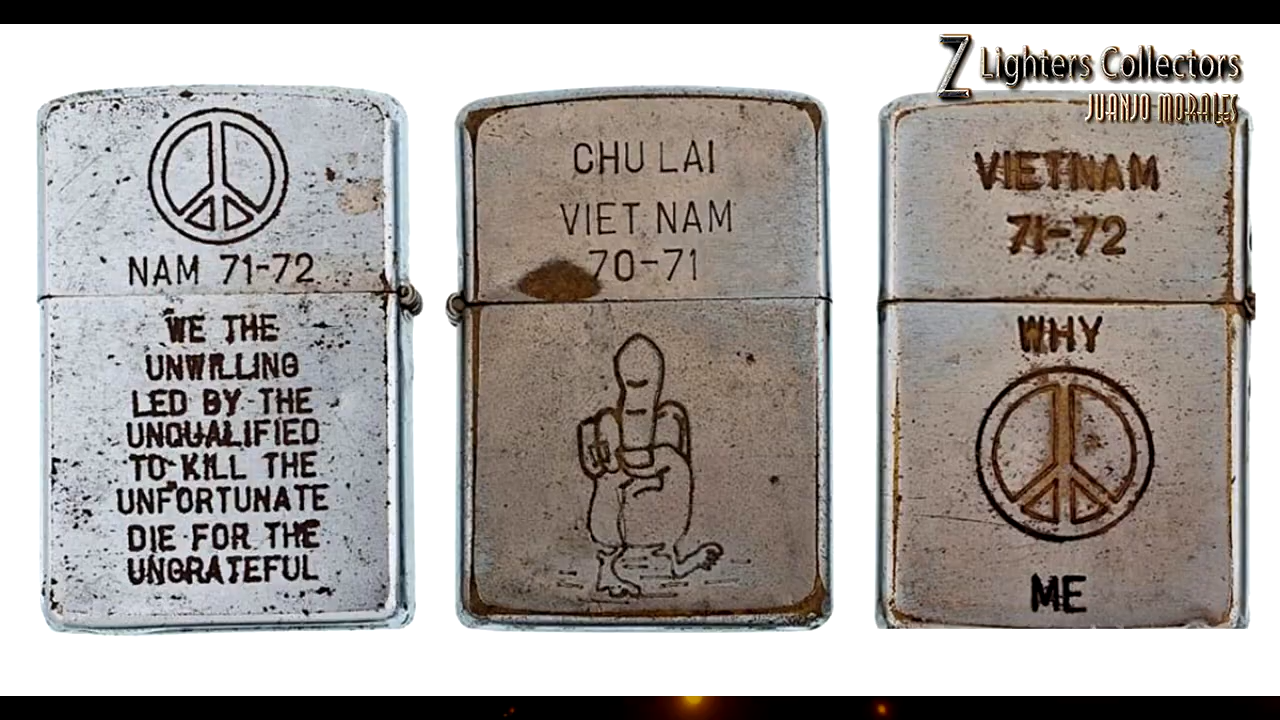 Z Lighters Collectors
JUANJO MORALES
NAM 71-72
WE THE
UNWILLING
LED BY THE
UNQUALIFIED
TO KILL THE
UNFORTUNATE
DIE FOR THE
UNGRATEFUL
CHU LAI
VIET NAM
70-71
VIETNAM
71-72
WHY
ME